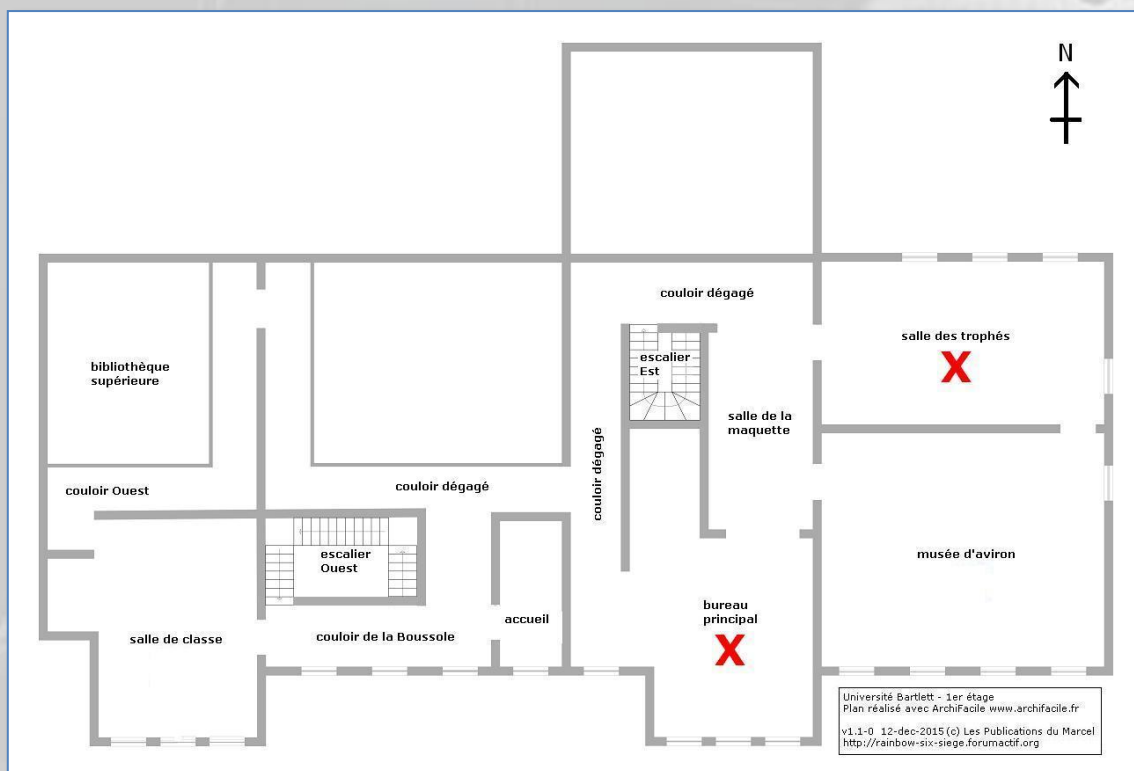 N
couloir dégagé
salle des trophés
X
escalier
Est
bibliothèque
supérieure
salle de la
maquette
couloir dégagé
couloir Ouest
couloir dégagé
escalier
Ouest
musée d'aviron
bureau
principal
X
accueil
salle de classe
couloir de la Boussole
Université Bartlett - 1er étage
Plan réalisé avec ArchiFacile www.archifacile.fr
v1.1-0 12-dec-2015 (c) Les Publications du Marcel
http://rainbow-six-siege.forumactif.org